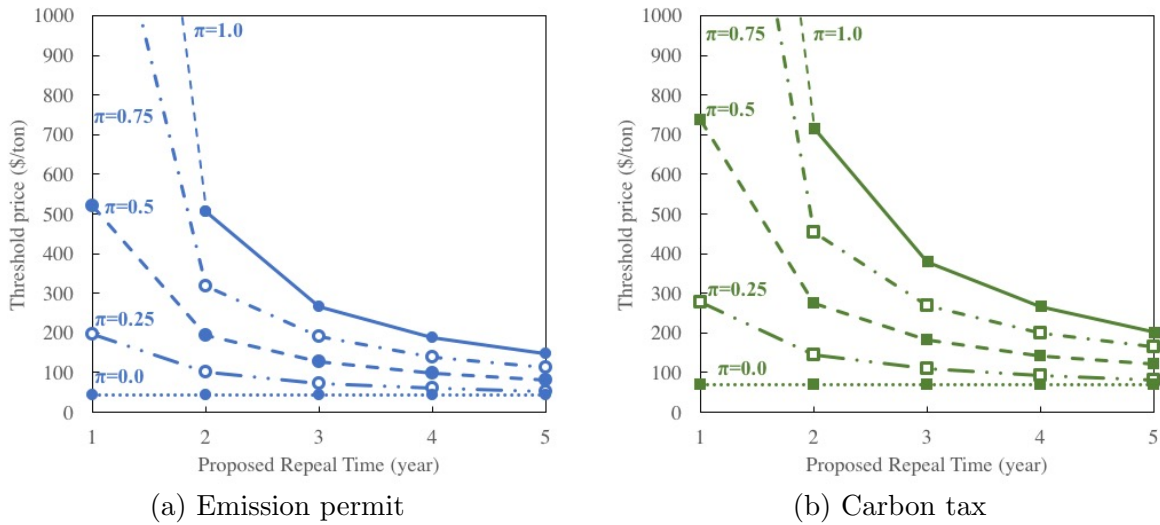 1000
900
800
700
600
500
400
300
200
100
0
Threshold price ($/ton)
π=1.0
π=0.75
π=0.5
π=0.25
π=0.0
1 2 3 4 5
Proposed Repeal Time (year)
(a) Emission permit
1000
900
800
700
600
500
400
300
200
100
0
Threshold price ($/ton)
π=0.75 π=1.0
π=0.5
π=0.25
π=0.0
1 2 3 4 5
Proposed Repeal Time (year)
(b) Carbon tax